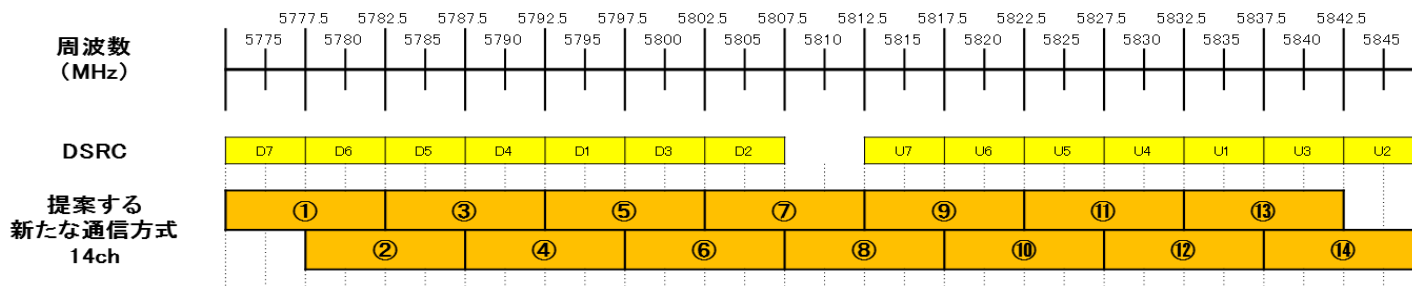 5777.5 5782.5 5787.5 5792.5 5797.5 5802.5 5807.5 5812.5 5817.5 5822.5 5827.5 5832.5 5837.5 5842.5
周波数
（MHz）
5775 5780 5785 5790 5795 5800 5805 5810 5815 5820 5825 5830 5835 5840 5845
DSRC
D7 D6 D5 D4 D1 D3 D2 U7 U6 U5 U4 U1 U3 U2
提案する
新たな通信方式
14ch
① ③ ⑤ ⑦ ⑨ ⑪ ⑬
② ④ ⑥ ⑧ ⑩ ⑫ ⑭